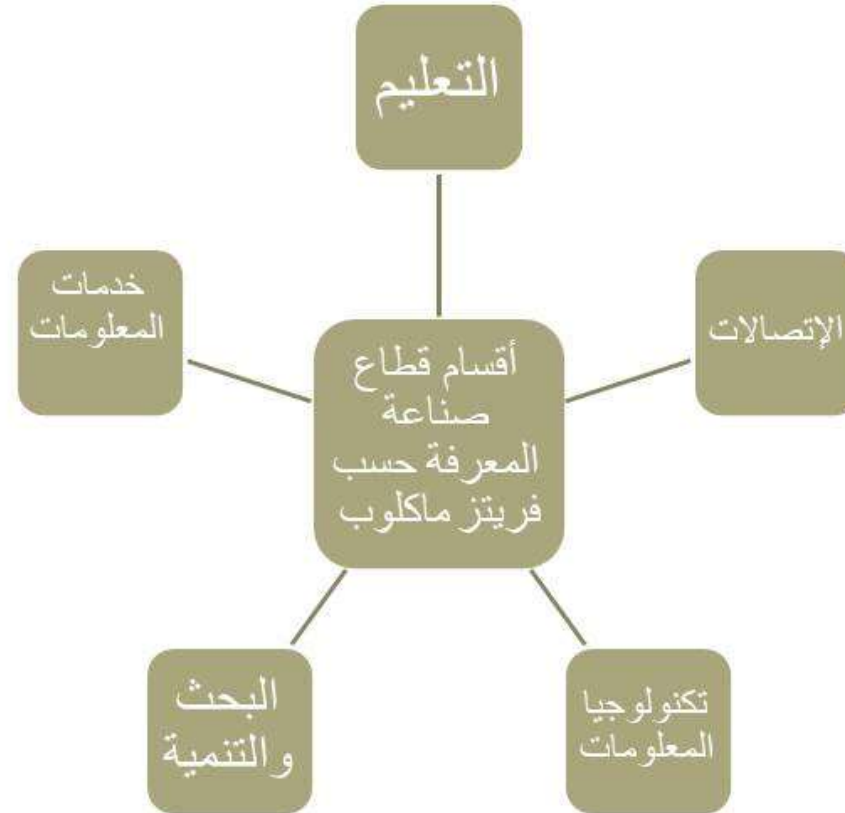 التعليم
الإتصالات
خدمات
المعلومات
أقسام قطاع
صناعة
المعرفة حسب
فريتز ماكلوب
تكنولوجيا
المعلومات
البحث
والتنمية